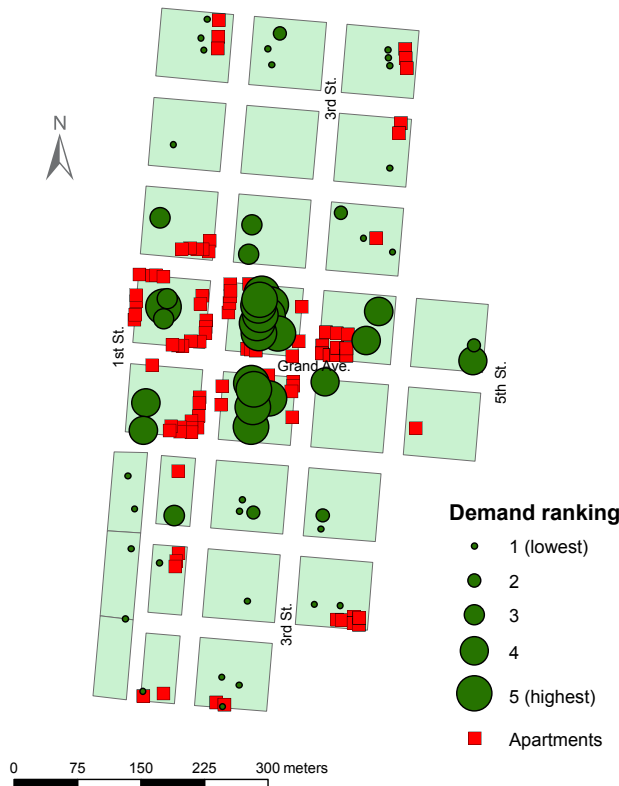 3rd St.
N
1st St.
Grand Ave.
5th St.
Demand ranking
1 (lowest)
2
3
4
5 (highest)
3rd St.
Apartments
0 75 150 225 300 meters